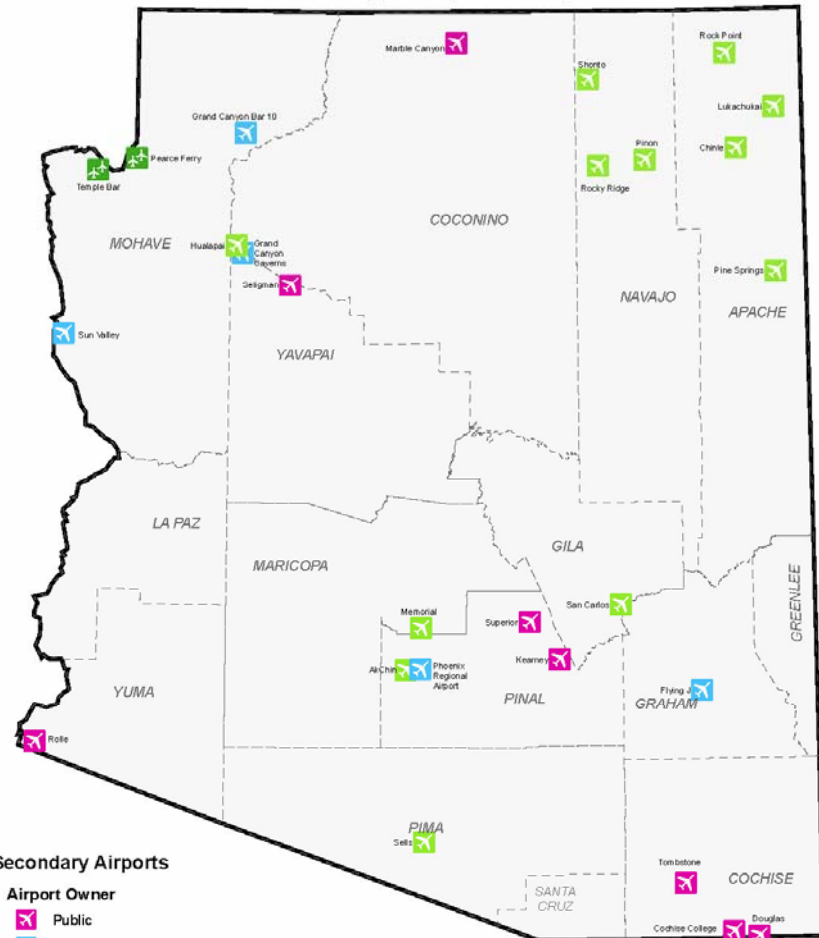 Marble Canyon
Rock Point
Shonto
Lukachukai
Grand Canyon Bar 10
Chinle
Pinon
Pearce Ferry
Rocky Ridge
Temple Bar
COCONINO
MOHAVE
Hualapai
Grand
Canyon
Caverns
Pine Springs
Seligman
NAVAJO
APACHE
Sun Valley
YAVAPAI
LA PAZ
GILA
MARICOPA
GREENLEE
San Carlos
Memorial
Superior
Kearney
AkChin
Phoenix
Regional
Airport
YUMA
PINAL
Flying J
GRAHAM
Rolle
PIMA
Sells
Secondary Airports
Tombstone
COCHISE
Airport Owner
SANTA
CRUZ
Public
Cochise College
Douglas